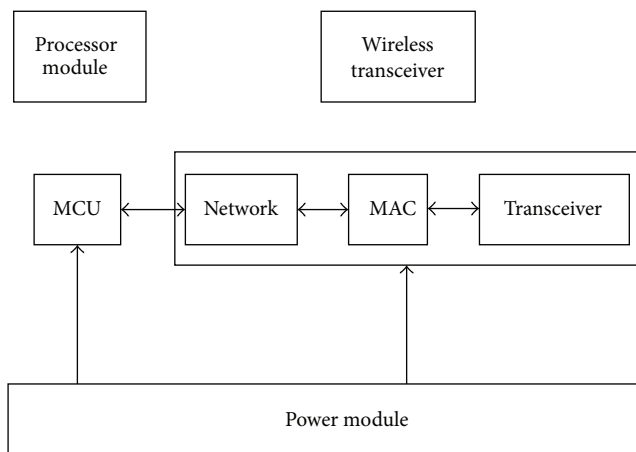 Processor
module
Wireless
transceiver
MCU
Network
MAC
Transceiver
Power module